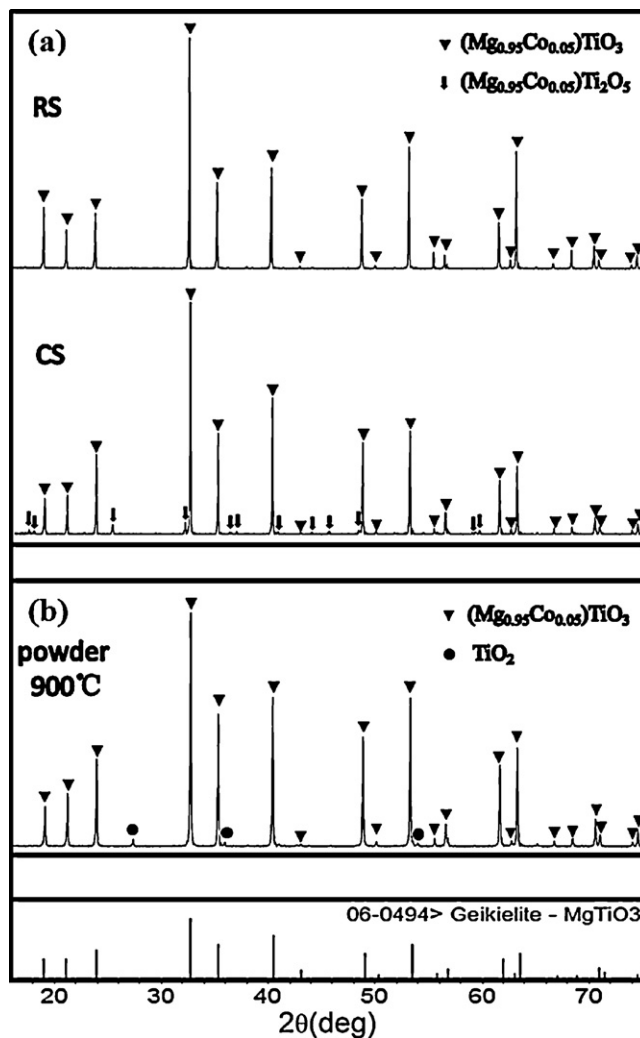 (a)
▼ (Mg₀.₉₅Co₀.₀₅)TiO₃
↓ (Mg₀.₉₅Co₀.₀₅)Ti₂O₅
RS
CS
(b)
▼ (Mg₀.₉₅Co₀.₀₅)TiO₃
● TiO₂
powder
900℃
06-0494> Geikielite - MgTiO3
20 30 40 50 60 70
2θ(deg)